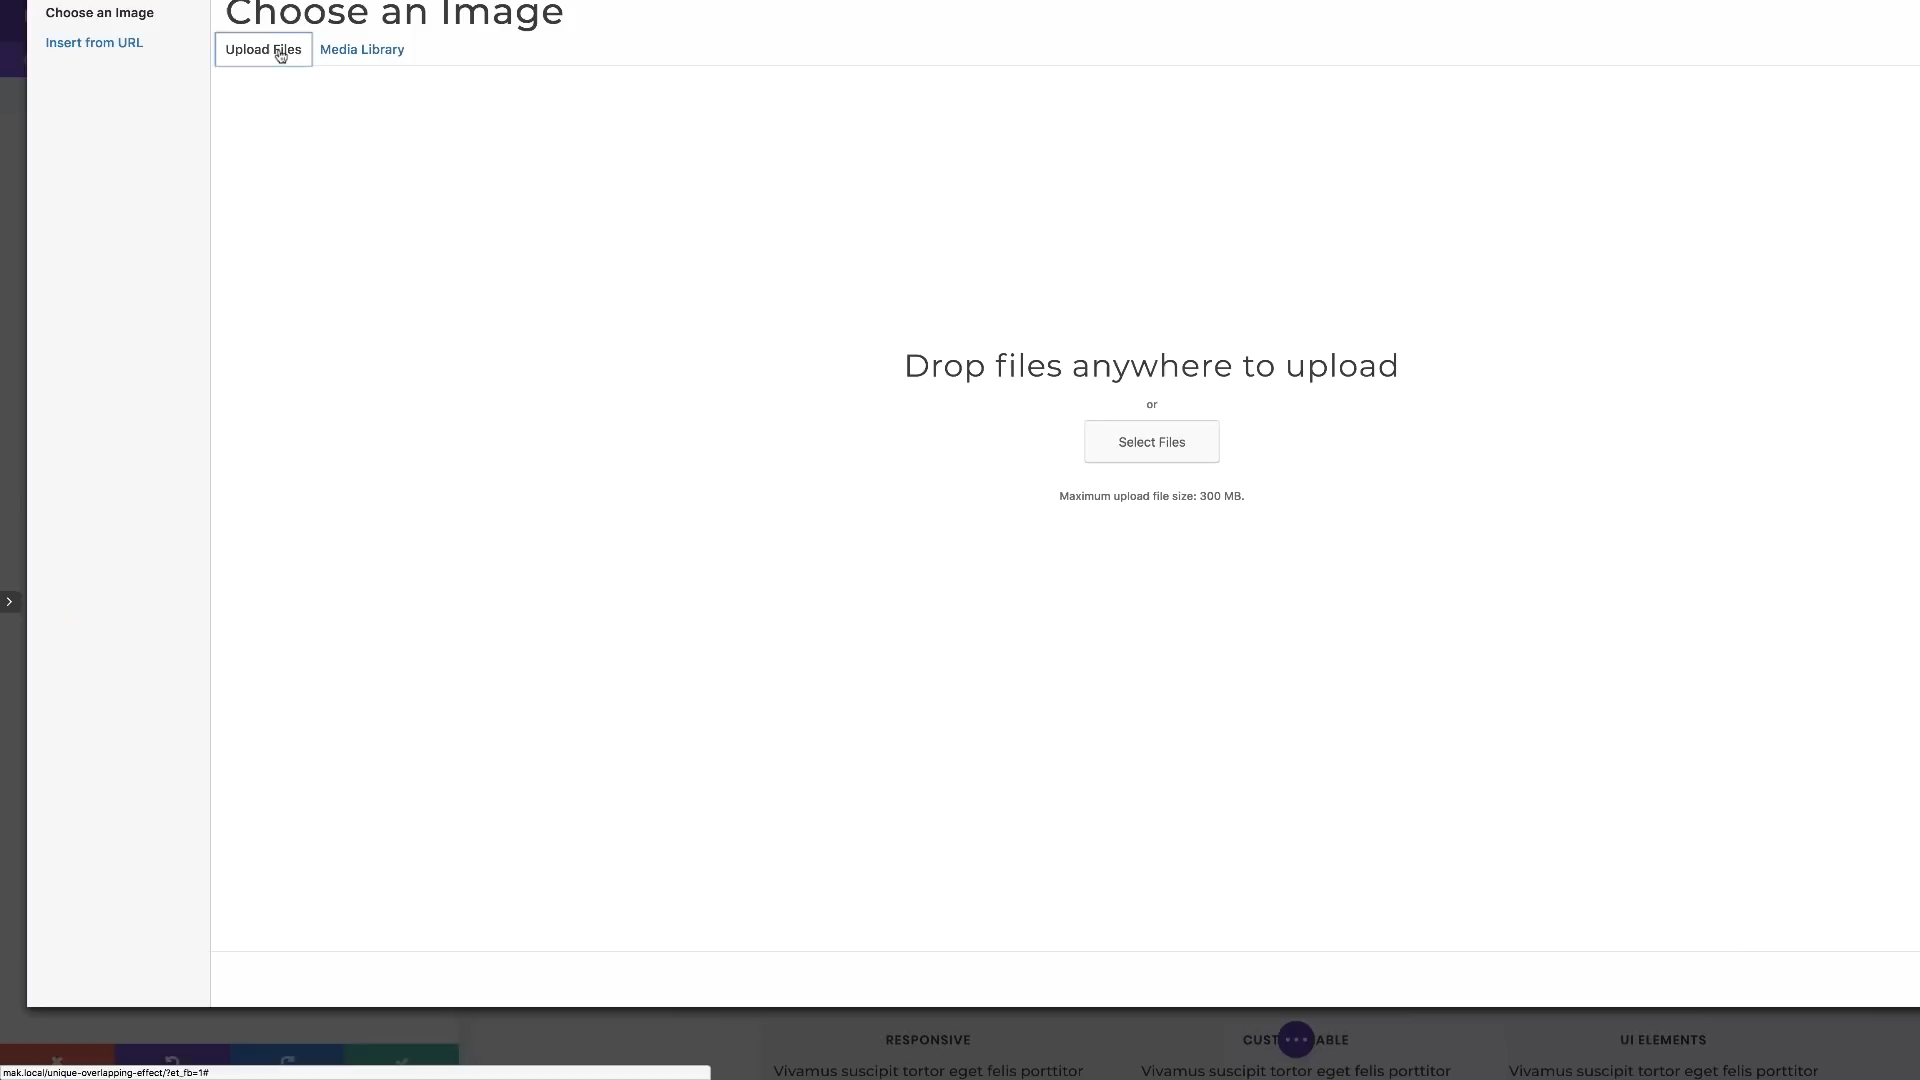 Choose an Image
Insert from URL
Choose an Image
Upload Files
Media Library
Drop files anywhere to upload
or
Select Files
Maximum upload file size: 300 MB.
RESPONSIVE
CUST
ABLE
UI ELEMENTS
Vivamus suscipit tortor eget felis porttitor
Vivamus suscipit tortor eget felis porttitor
Vivamus suscipit tortor eget felis porttitor
mak.local/unique-overlapping-effect/?et_fb=1#